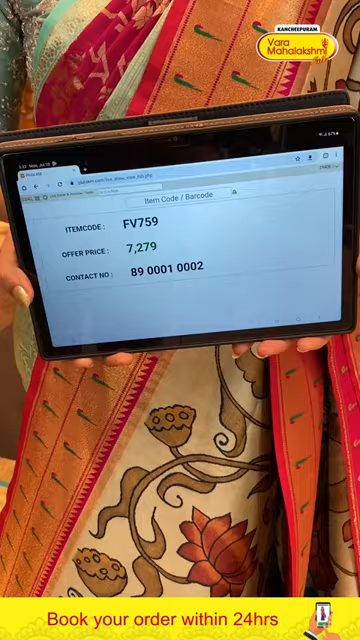 KANCHEEPURAM
Vara
Mahalakshmi
Item Code / Barcode
ITEMCODE : FV759
OFFER PRICE : 7,279
CONTACT NO : 89 0001 0002
Book your order within 24hrs